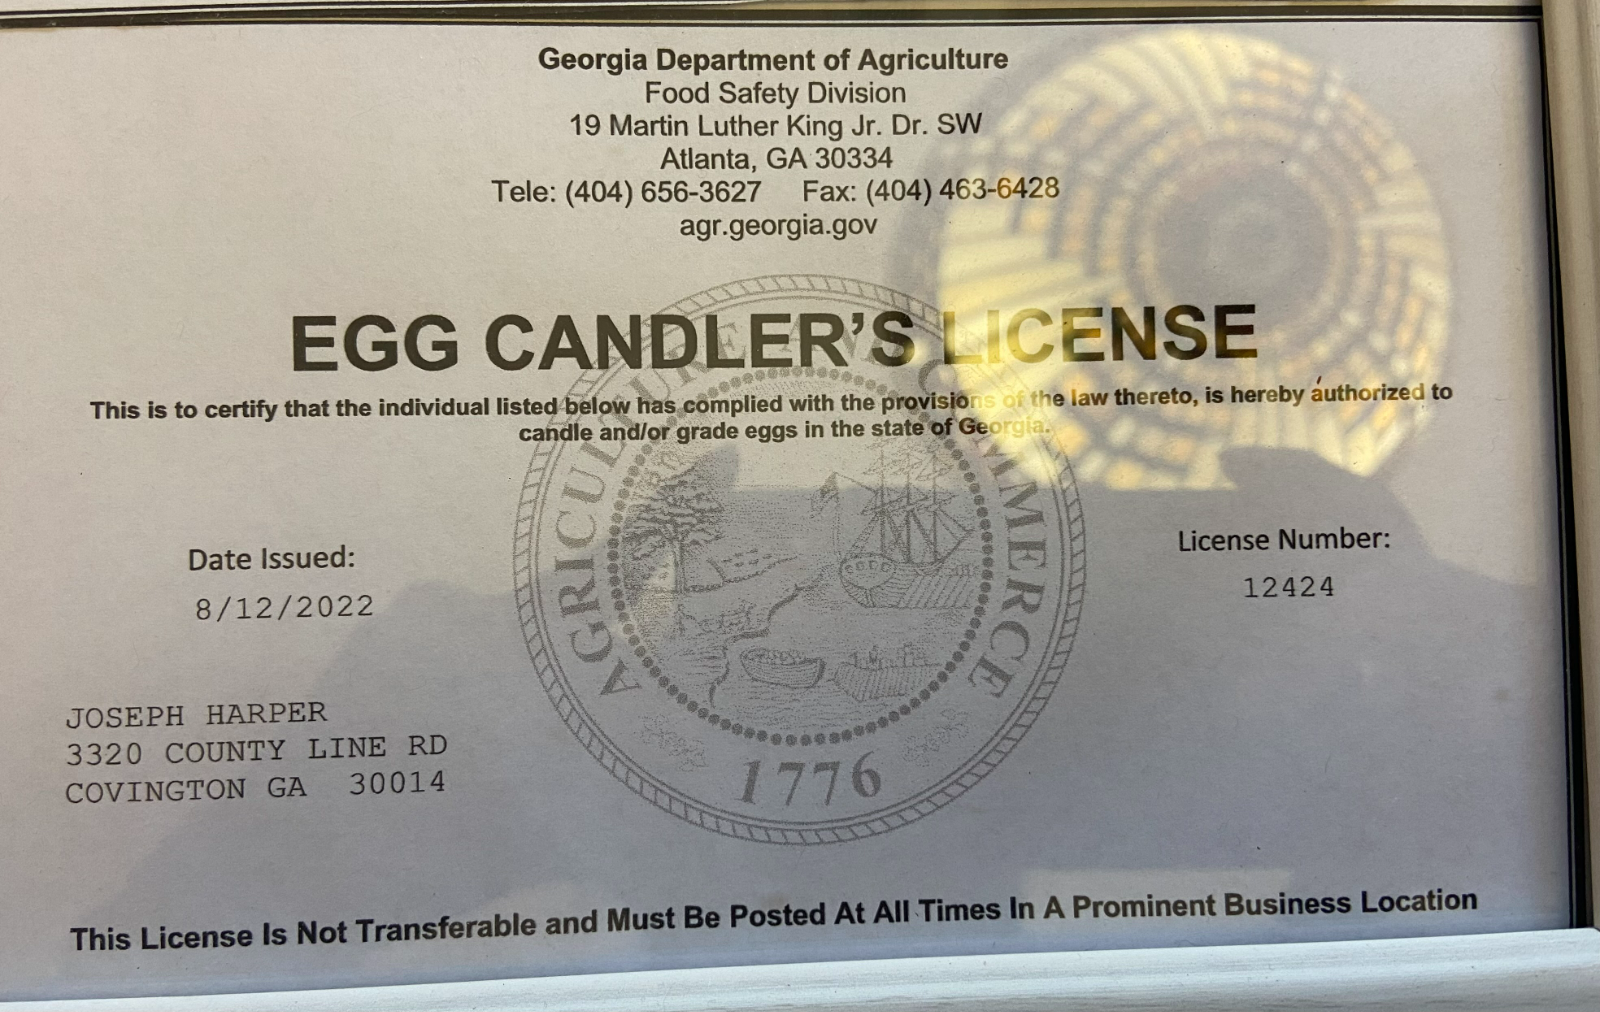 Georgia Department of Agriculture
Food Safety Division
19 Martin Luther King Jr. Dr. SW
Atlanta, GA 30334
Tele: (404) 656-3627 Fax: (404) 463-6428
agr.georgia.gov
EGG CANDLER'S LICENSE
This is to certify that the individual listed below has complied with the provisions of the law thereto, is hereby authorized to
candle and/or grade eggs in the state of Georgia.
AGRICULTURE AND COMMERCE
Date Issued:
8/12/2022
License Number:
12424
JOSEPH HARPER
3320 COUNTY LINE RD
COVINGTON GA 30014
1776
This License Is Not Transferable and Must Be Posted At All Times In A Prominent Business Location